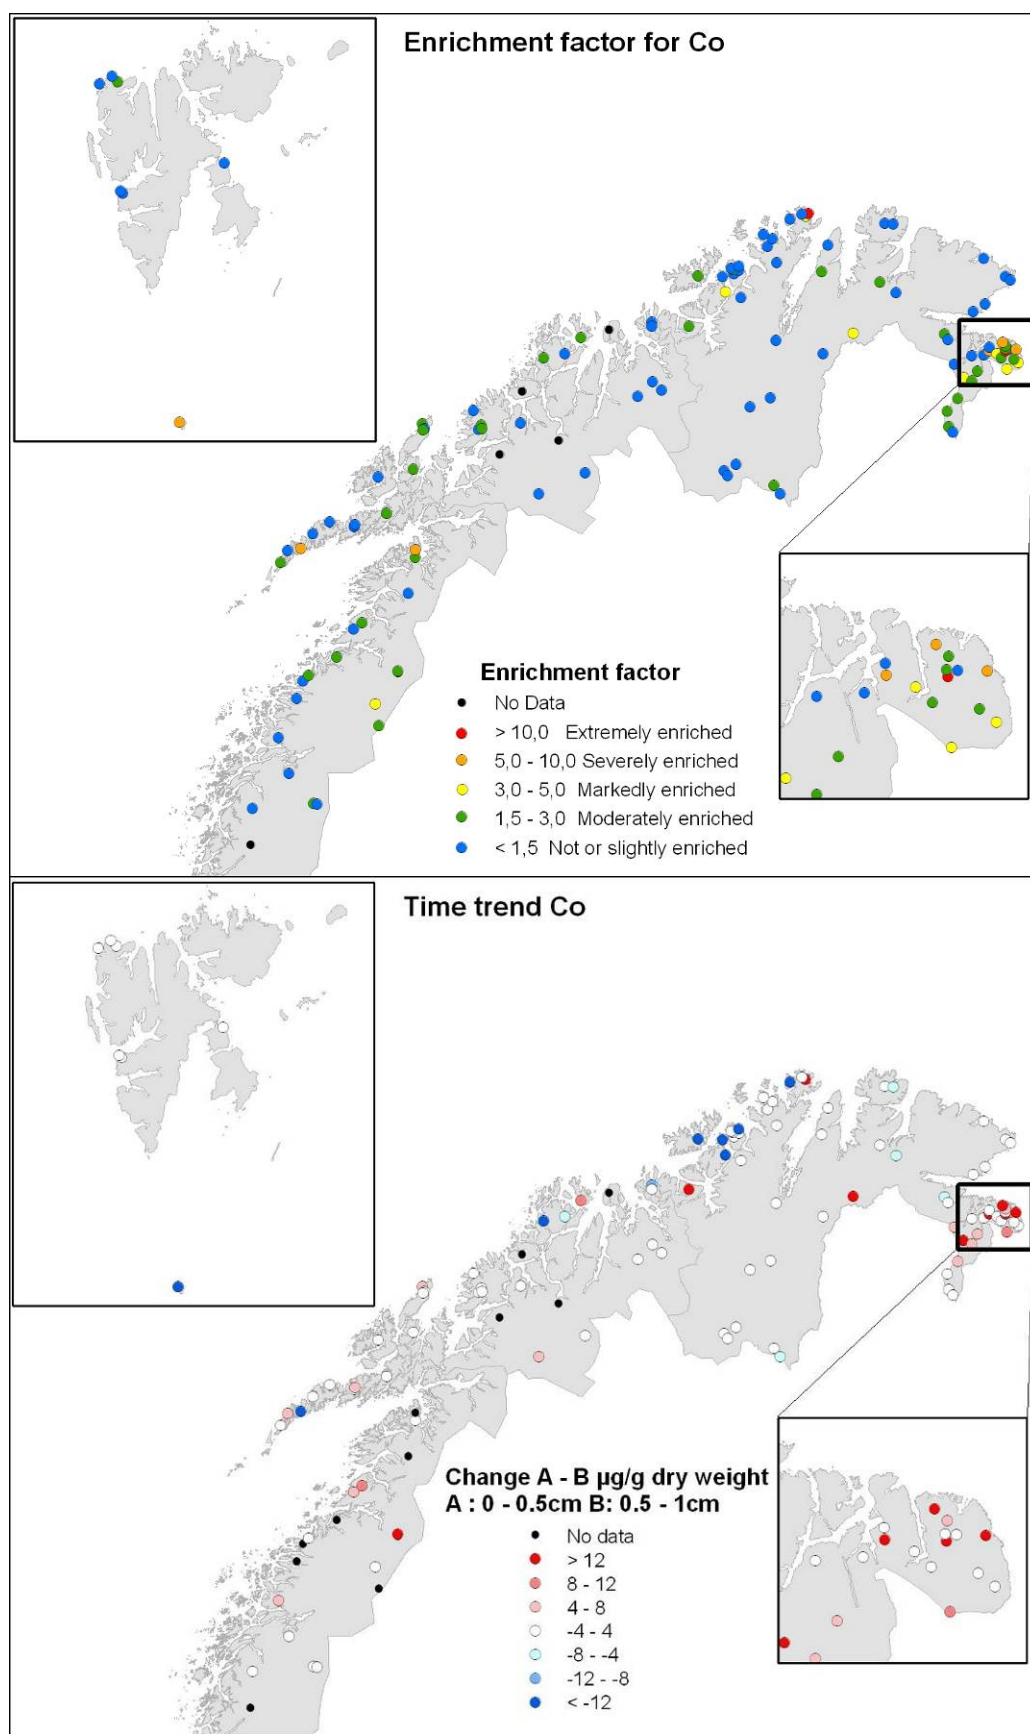 Enrichment factor for Co
Enrichment factor
No Data
> 10,0 Extremely enriched
5,0 - 10,0 Severely enriched
3,0 - 5,0 Markedly enriched
1,5 - 3,0 Moderately enriched
< 1,5 Not or slightly enriched
Time trend Co
Change A - B µg/g dry weight
A : 0 - 0.5cm B: 0.5 - 1cm
No data
> 12
8 - 12
4 - 8
-4 - 4
-8 - -4
-12 - -8
< -12